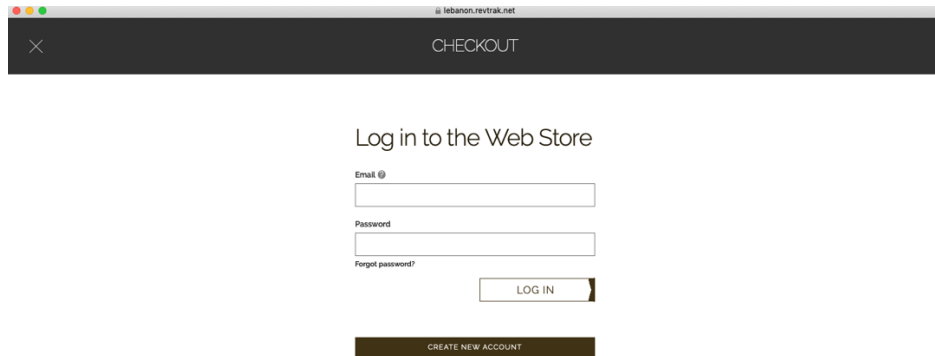 lebanon.revtrak.net
CHECKOUT
Log in to the Web Store
Email
Password
Forgot password?
LOG IN
CREATE NEW ACCOUNT